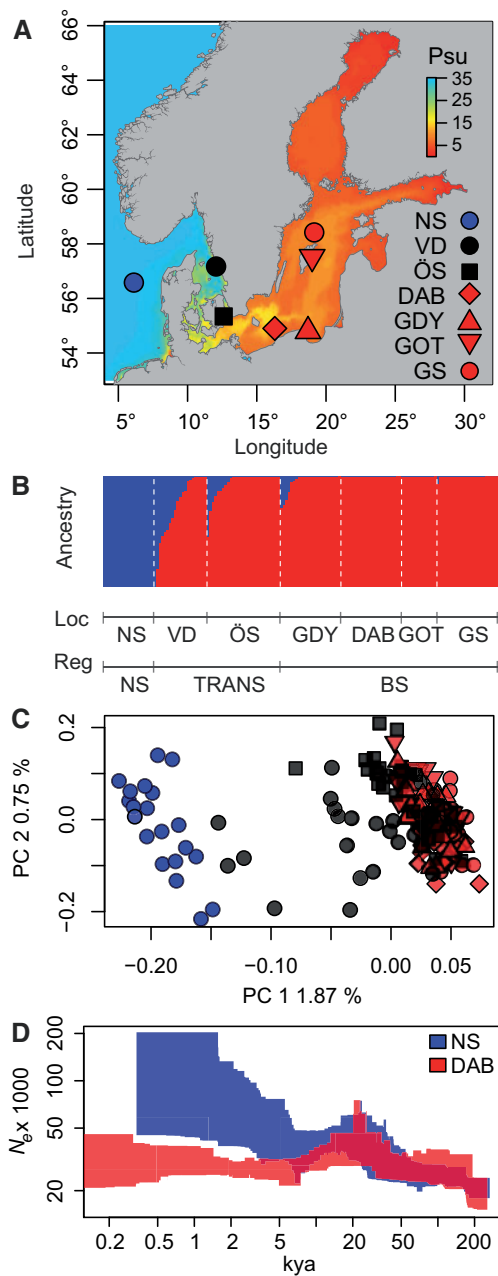 A
66°
64°
62°
60°
58°
56°
54°
Latitude
Psu
35
25
15
5
NS
VD
ÖS
DAB
GDY
GOT
GS
5° 10° 15° 20° 25° 30°
Longitude
B
Ancestry
Loc
NS VD ÖS GDY DAB GOT GS
Reg
NS TRANS BS
C
0.2
0.0
−0.2
PC 2 0.75 %
−0.20 −0.10 0.00 0.05
PC 1 1.87 %
D
200
100
50
20
Ne x 1000
NS
DAB
0.2 0.5 1 2 5 20 50 200
kya